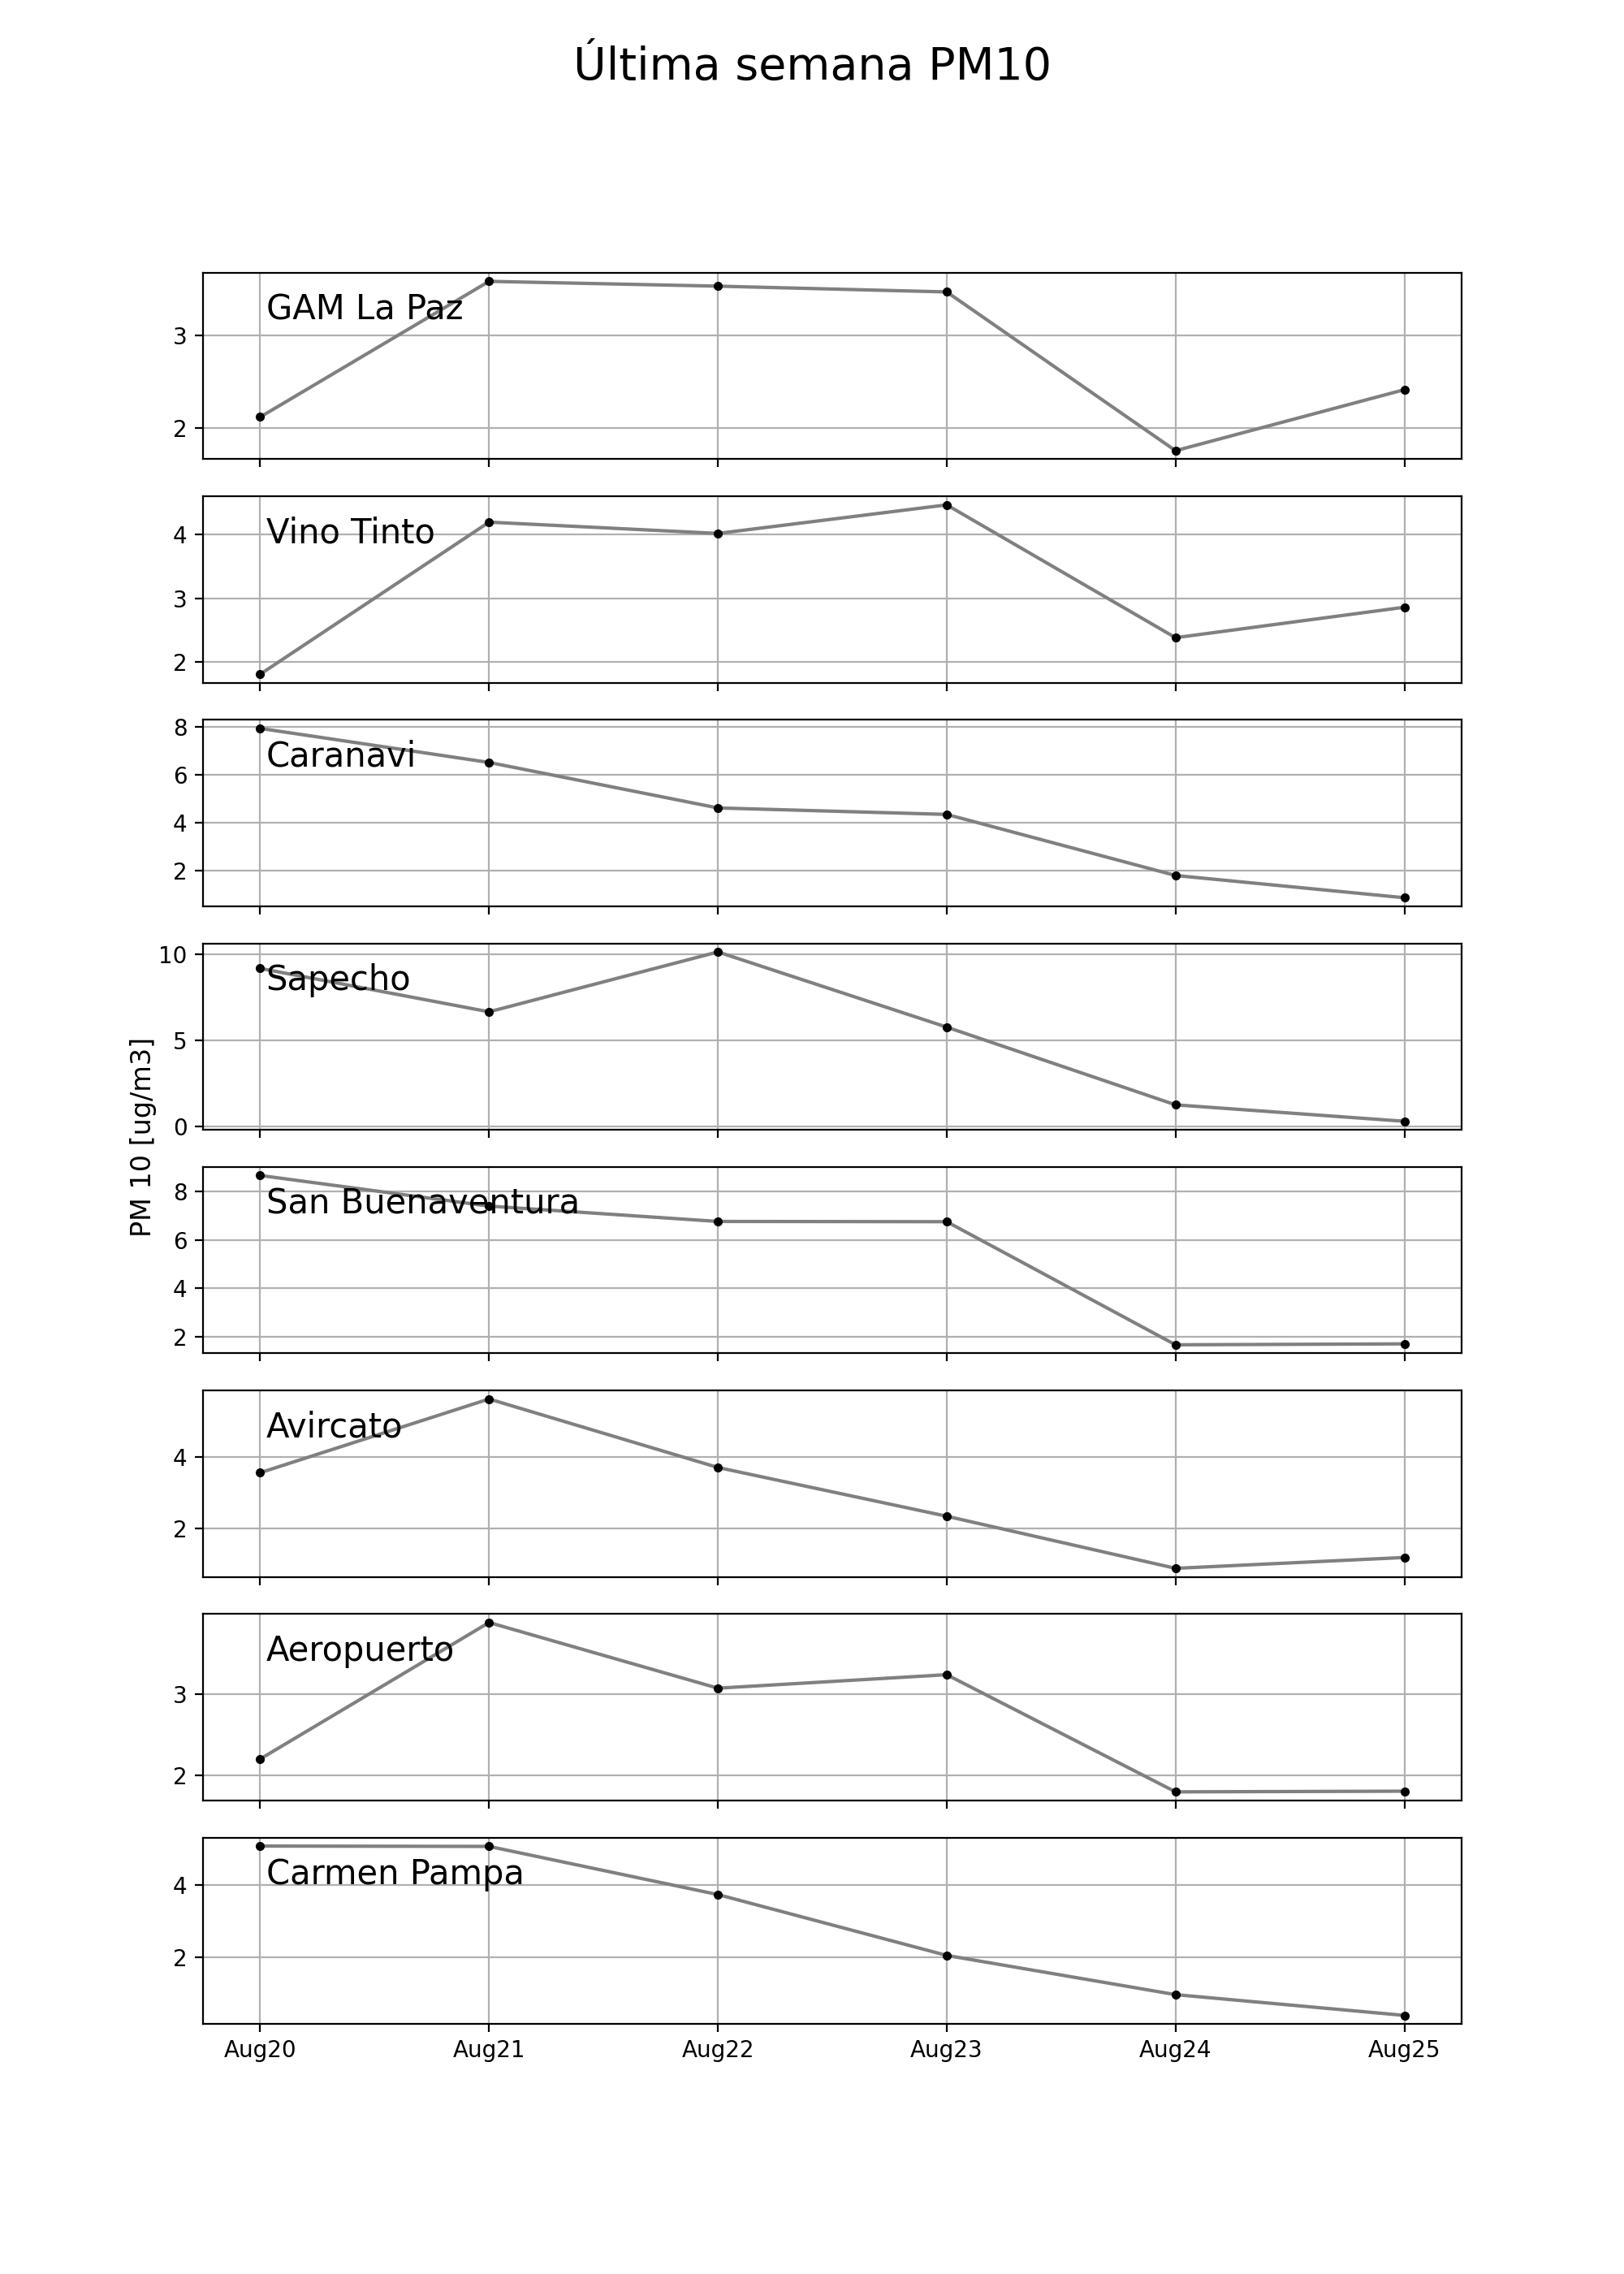 Última semana PM10
GAM La Paz
3
2
Vino Tinto
4
3
2
Caranavi
8
6
4
2
Sapecho
10
5
0
PM 10 [ug/m3]
San Buenaventura
8
6
4
2
Avircato
4
2
Aeropuerto
3
2
Carmen Pampa
4
2
Aug20 Aug21 Aug22 Aug23 Aug24 Aug25